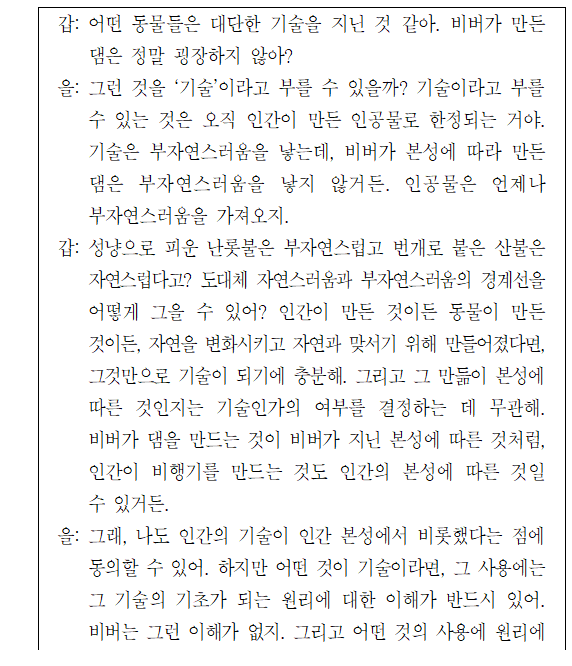 갑: 어떤 동물들은 대단한 기술을 지닌 것 같아. 비버가 만든
댐은 정말 굉장하지 않아?
을: 그런 것을 ‘기술’이라고 부를 수 있을까? 기술이라고 부를
수 있는 것은 오직 인간이 만든 인공물로 한정되는 거야.
기술은 부자연스러움을 낳는데, 비버가 본성에 따라 만든
댐은 부자연스러움을 낳지 않거든. 인공물은 언제나
부자연스러움을 가져오지.
갑: 성냥으로 피운 난롯불은 부자연스럽고 번개로 붙은 산불은
자연스럽다고? 도대체 자연스러움과 부자연스러움의 경계선을
어떻게 그을 수 있어? 인간이 만든 것이든 동물이 만든
것이든, 자연을 변화시키고 자연과 맞서기 위해 만들어졌다면,
그것만으로 기술이 되기에 충분해. 그리고 그 만듦이 본성에
따른 것인지는 기술인가의 여부를 결정하는 데 무관해.
비버가 댐을 만드는 것이 비버가 지닌 본성에 따른 것처럼,
인간이 비행기를 만드는 것도 인간의 본성에 따른 것일
수 있거든.
을: 그래, 나도 인간의 기술이 인간 본성에서 비롯했다는 점에
동의할 수 있어. 하지만 어떤 것이 기술이라면, 그 사용에는
그 기술의 기초가 되는 원리에 대한 이해가 반드시 있어.
비버는 그런 이해가 없지. 그리고 어떤 것의 사용에 원리에